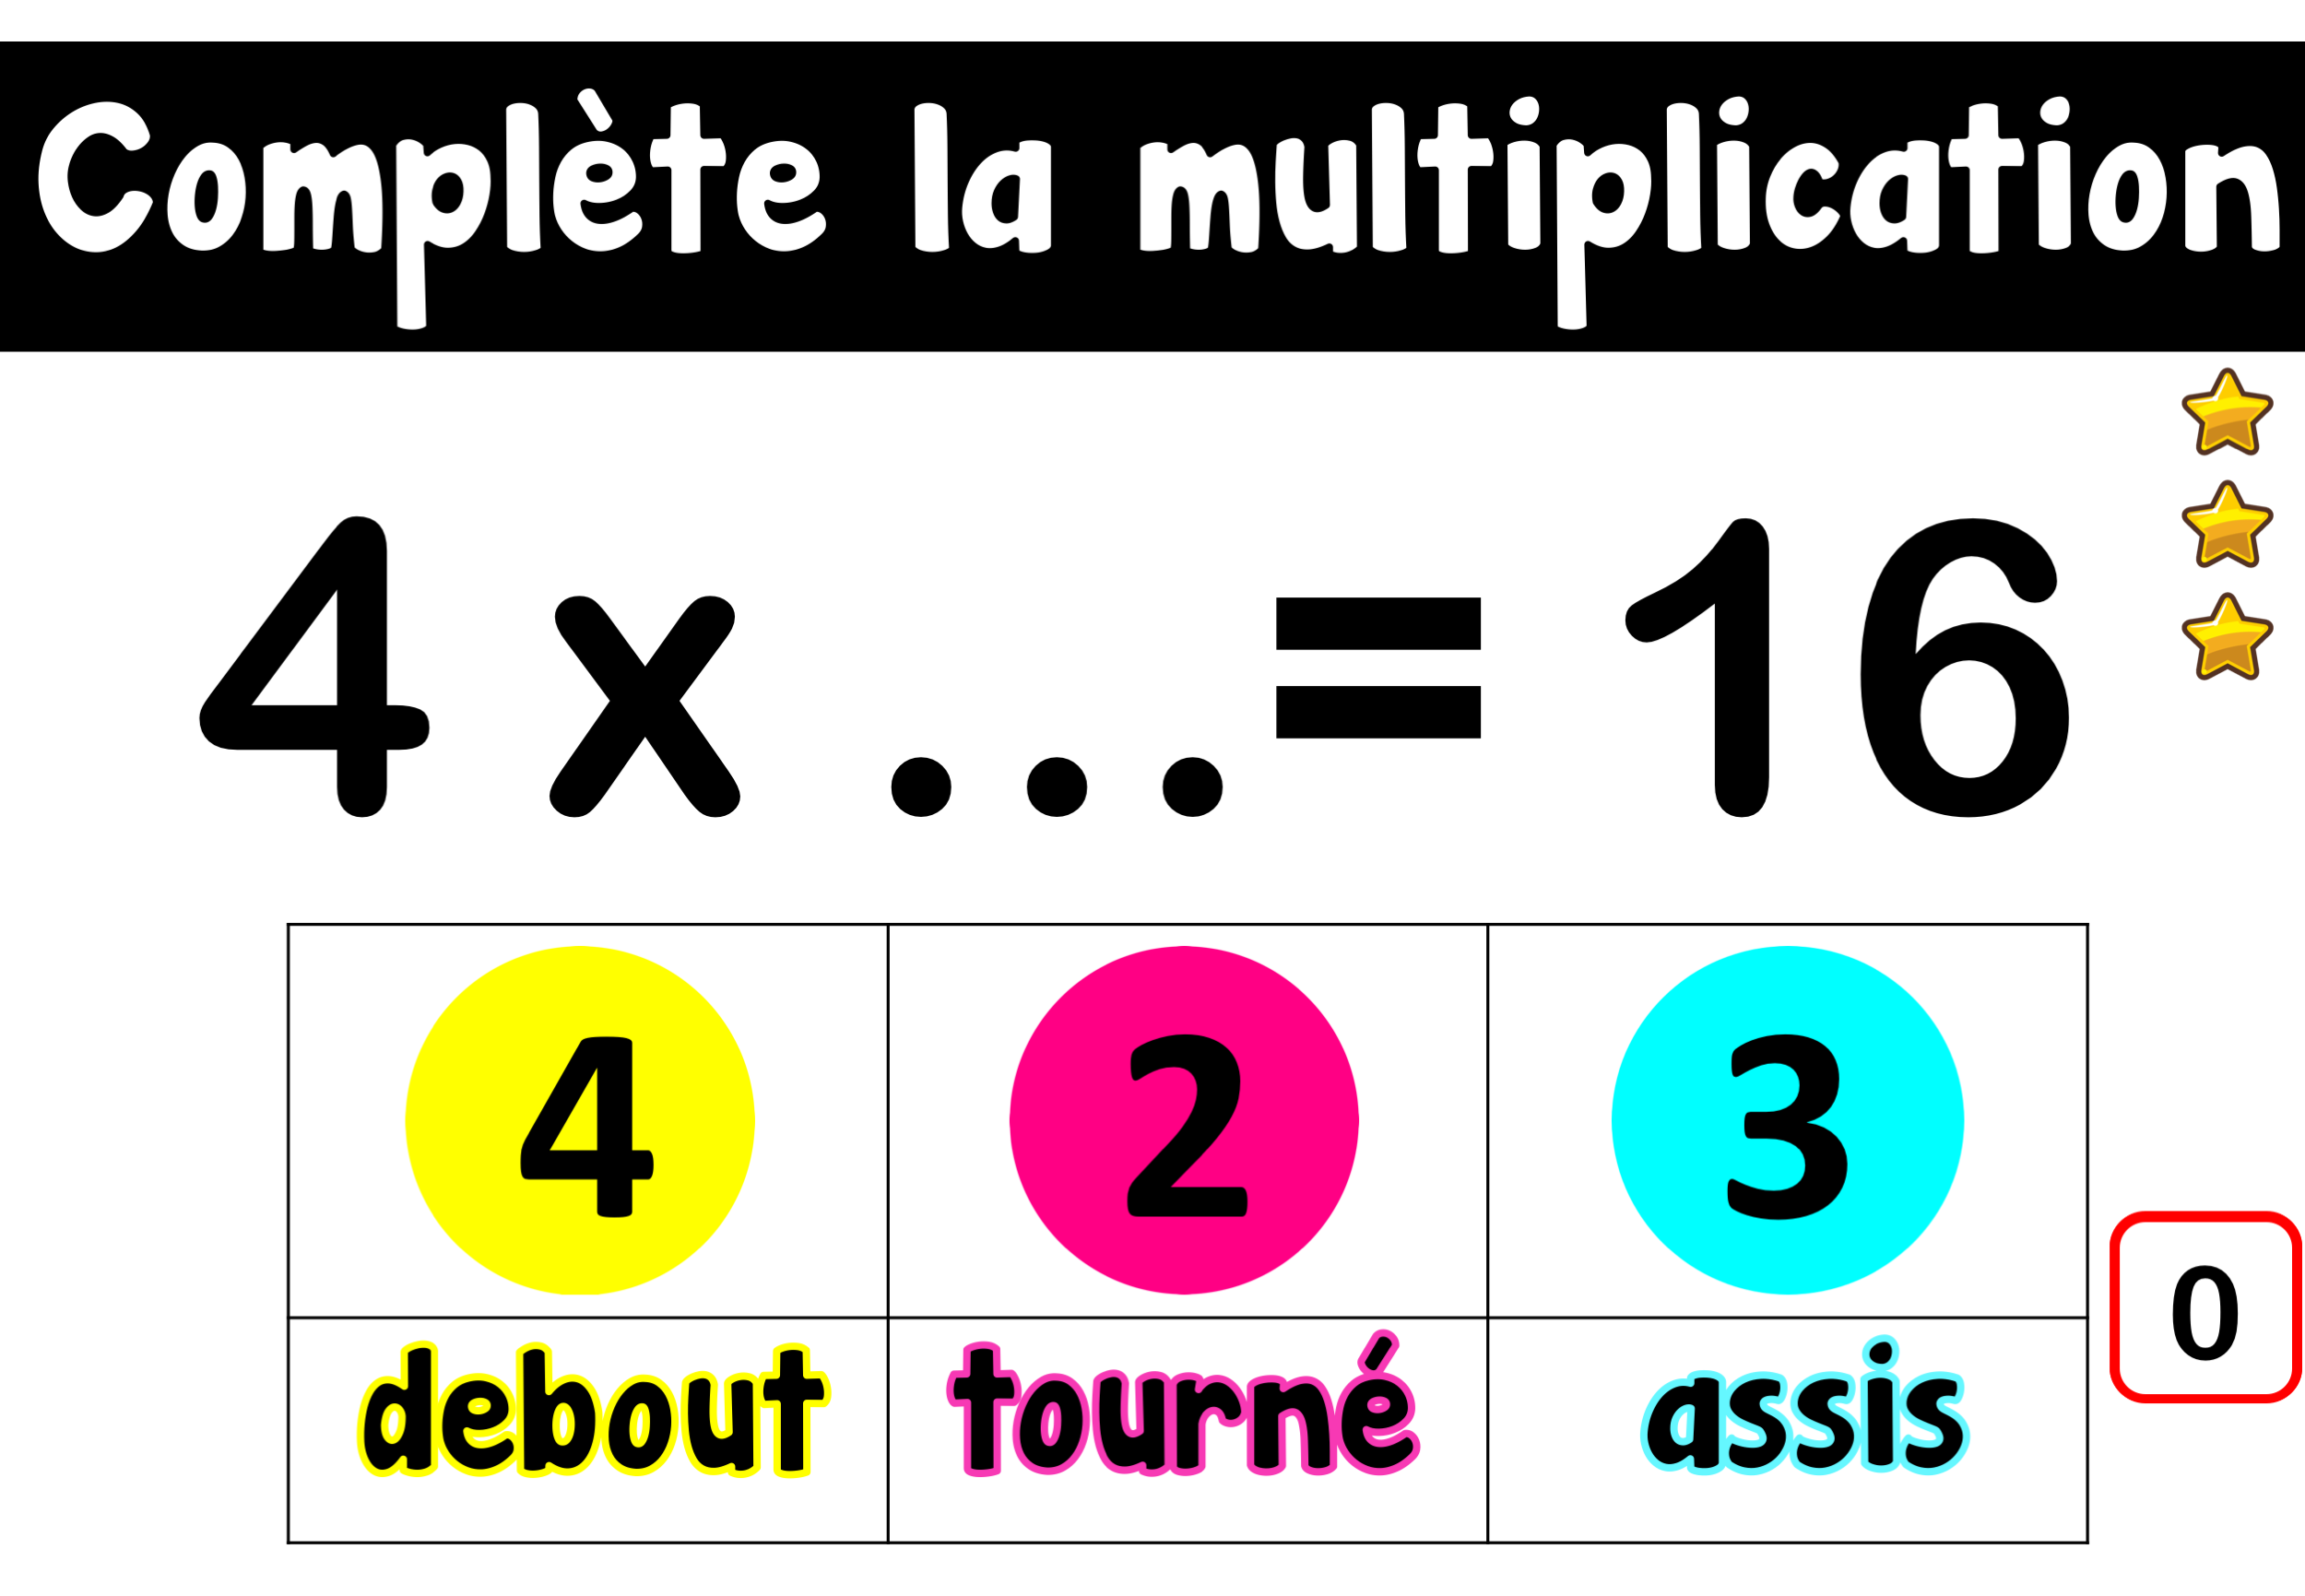 Complète la multiplication
4 x ... = 16
4 2 3
0
debout tourné assis